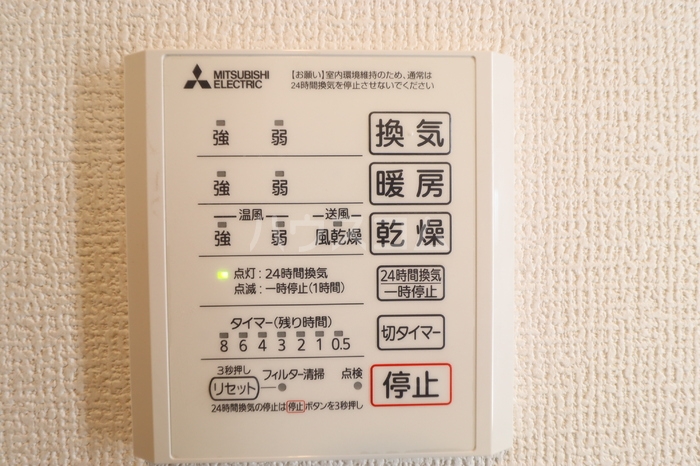 MITSUBISHI
ELECTRIC
【お願い】室内環境維持のため、通常は
24時間換気を停止させないでください
強 弱 換気
強 弱 暖房
温風 送風
強 弱 風乾燥 乾燥
点灯：24時間換気
点滅：一時停止(1時間)
24時間換気
一時停止
タイマー(残り時間)
8 6 4 3 2 1 0.5
切タイマー
3秒押し
リセット フィルター清掃 点検
停止
24時間換気の停止は停止ボタンを3秒押し